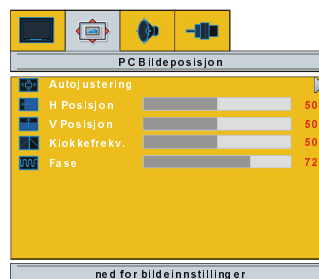 PC Bildeposisjon
Autojustering
H Posisjon 50
V Posisjon 50
Klokkefrekv. 50
Fase 72
ned for bildeinnstillinger